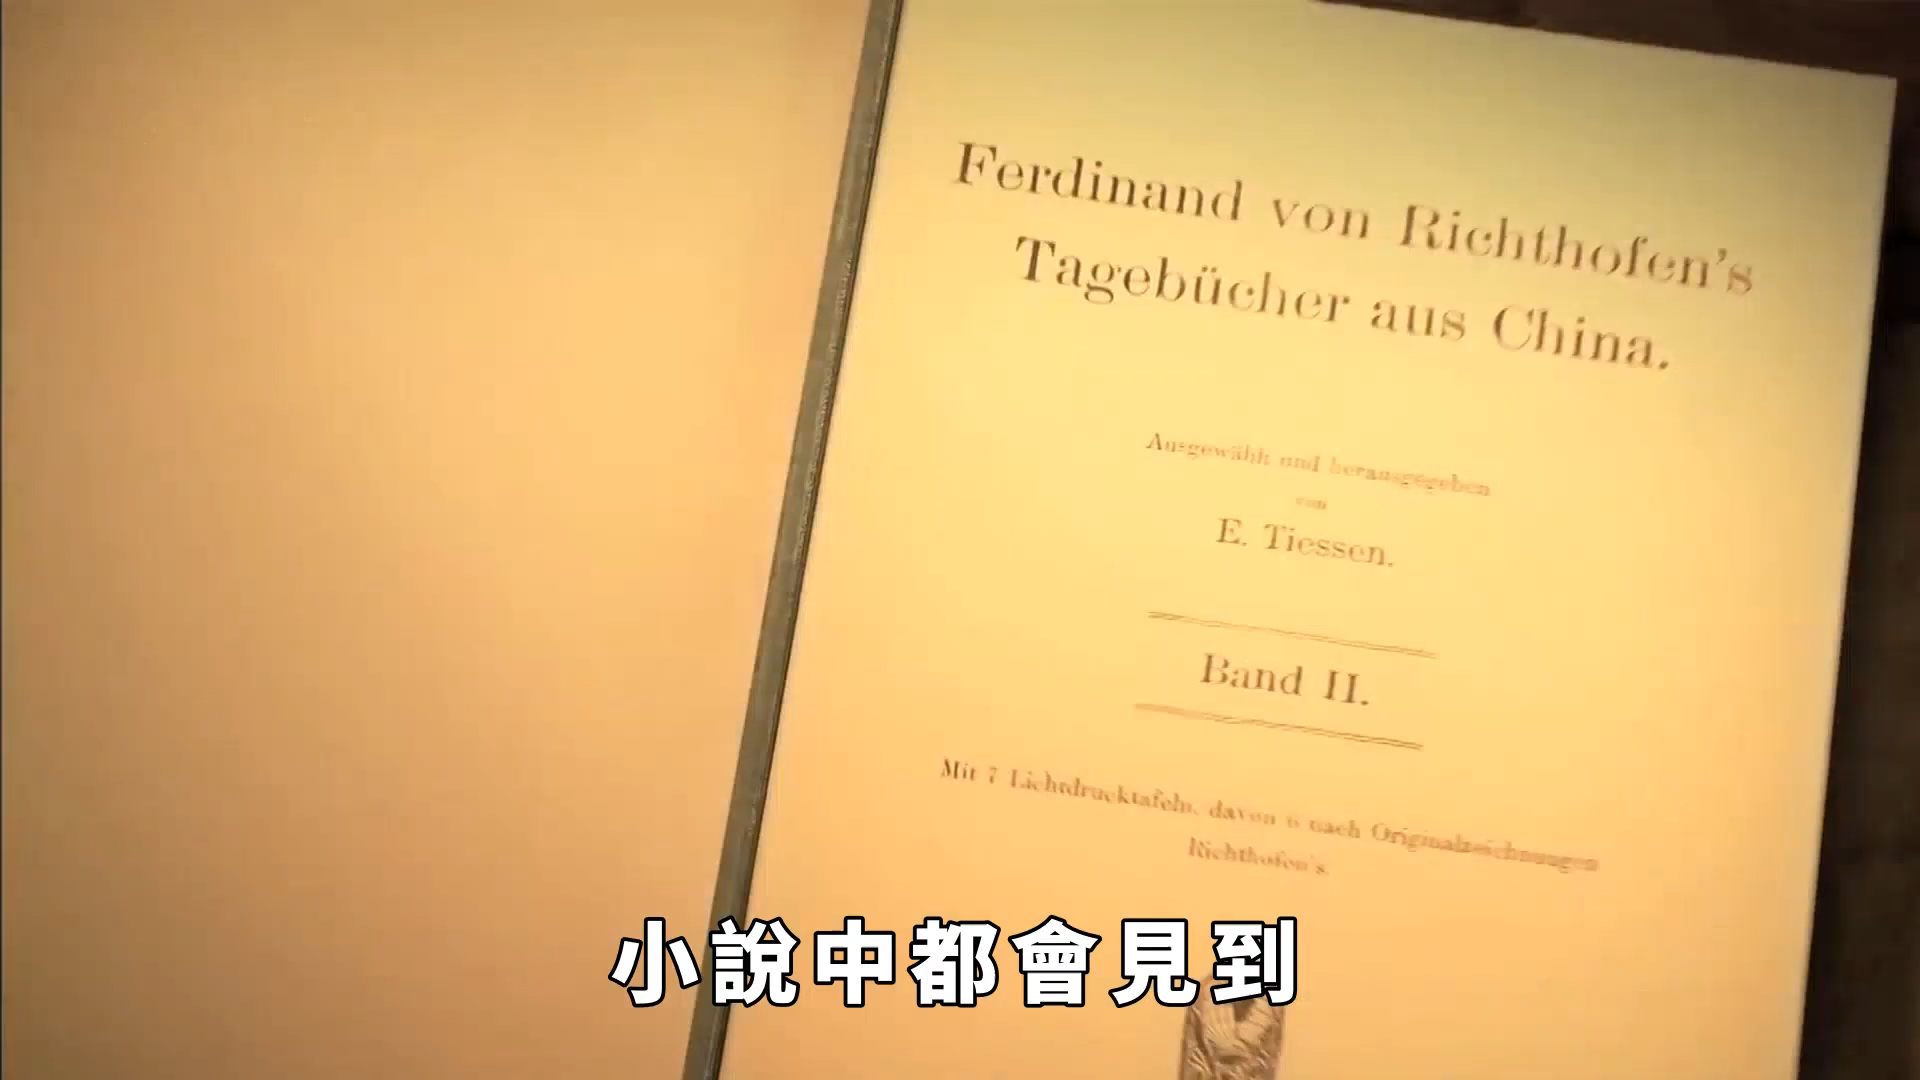 Ferdinand von Richthofen's
Tagebücher aus China.
Ausgewählt und herausgegeben
von
E. Tiessen.
Band II.
Mit 7 Lichtdrucktafeln, davon 6 nach Originalzeichnungen
Richthofen's.
小說中都會見到